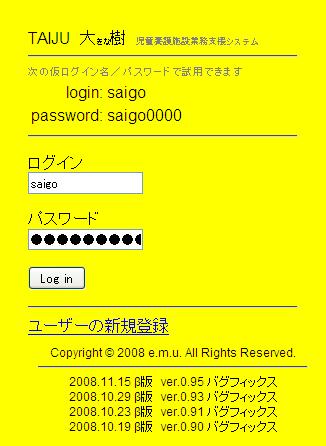 TAIJU 大きな樹 児童養護施設業務支援システム
次の仮ログイン名／パスワードで試用できます
login: saigo
password: saigo0000
ログイン
saigo
パスワード
●●●●●●●●●
Log in
ユーザーの新規登録
Copyright © 2008 e.m.u. All Rights Reserved.
2008.11.15 β版 ver.0.95 バグフィックス
2008.10.29 β版 ver.0.93 バグフィックス
2008.10.23 β版 ver.0.91 バグフィックス
2008.10.19 β版 ver.0.90 バグフィックス